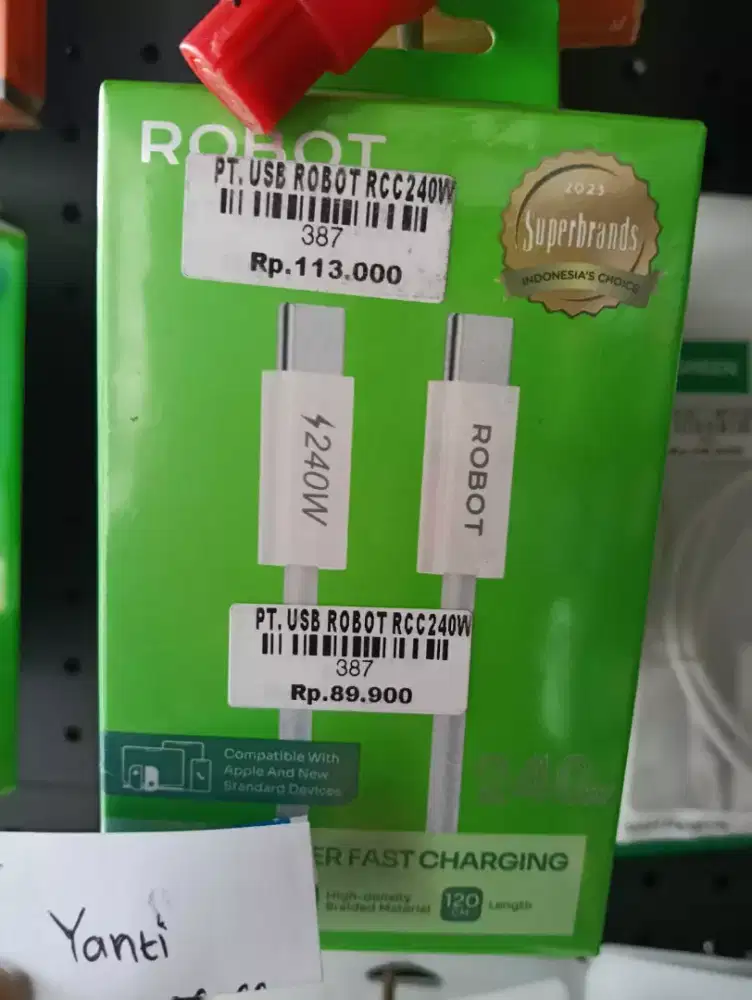 ROBOT
PT. USB ROBOT RCC240W
387
Rp.113.000
2023
Superbrands
INDONESIA'S CHOICE
240W
ROBOT
PT. USB ROBOT RCC240W
387
Rp.89.900
Compatible With
Apple And New
Standard Devices
240W
ER FAST CHARGING
High-density
Braided Material
120
CM
Length
Yanti